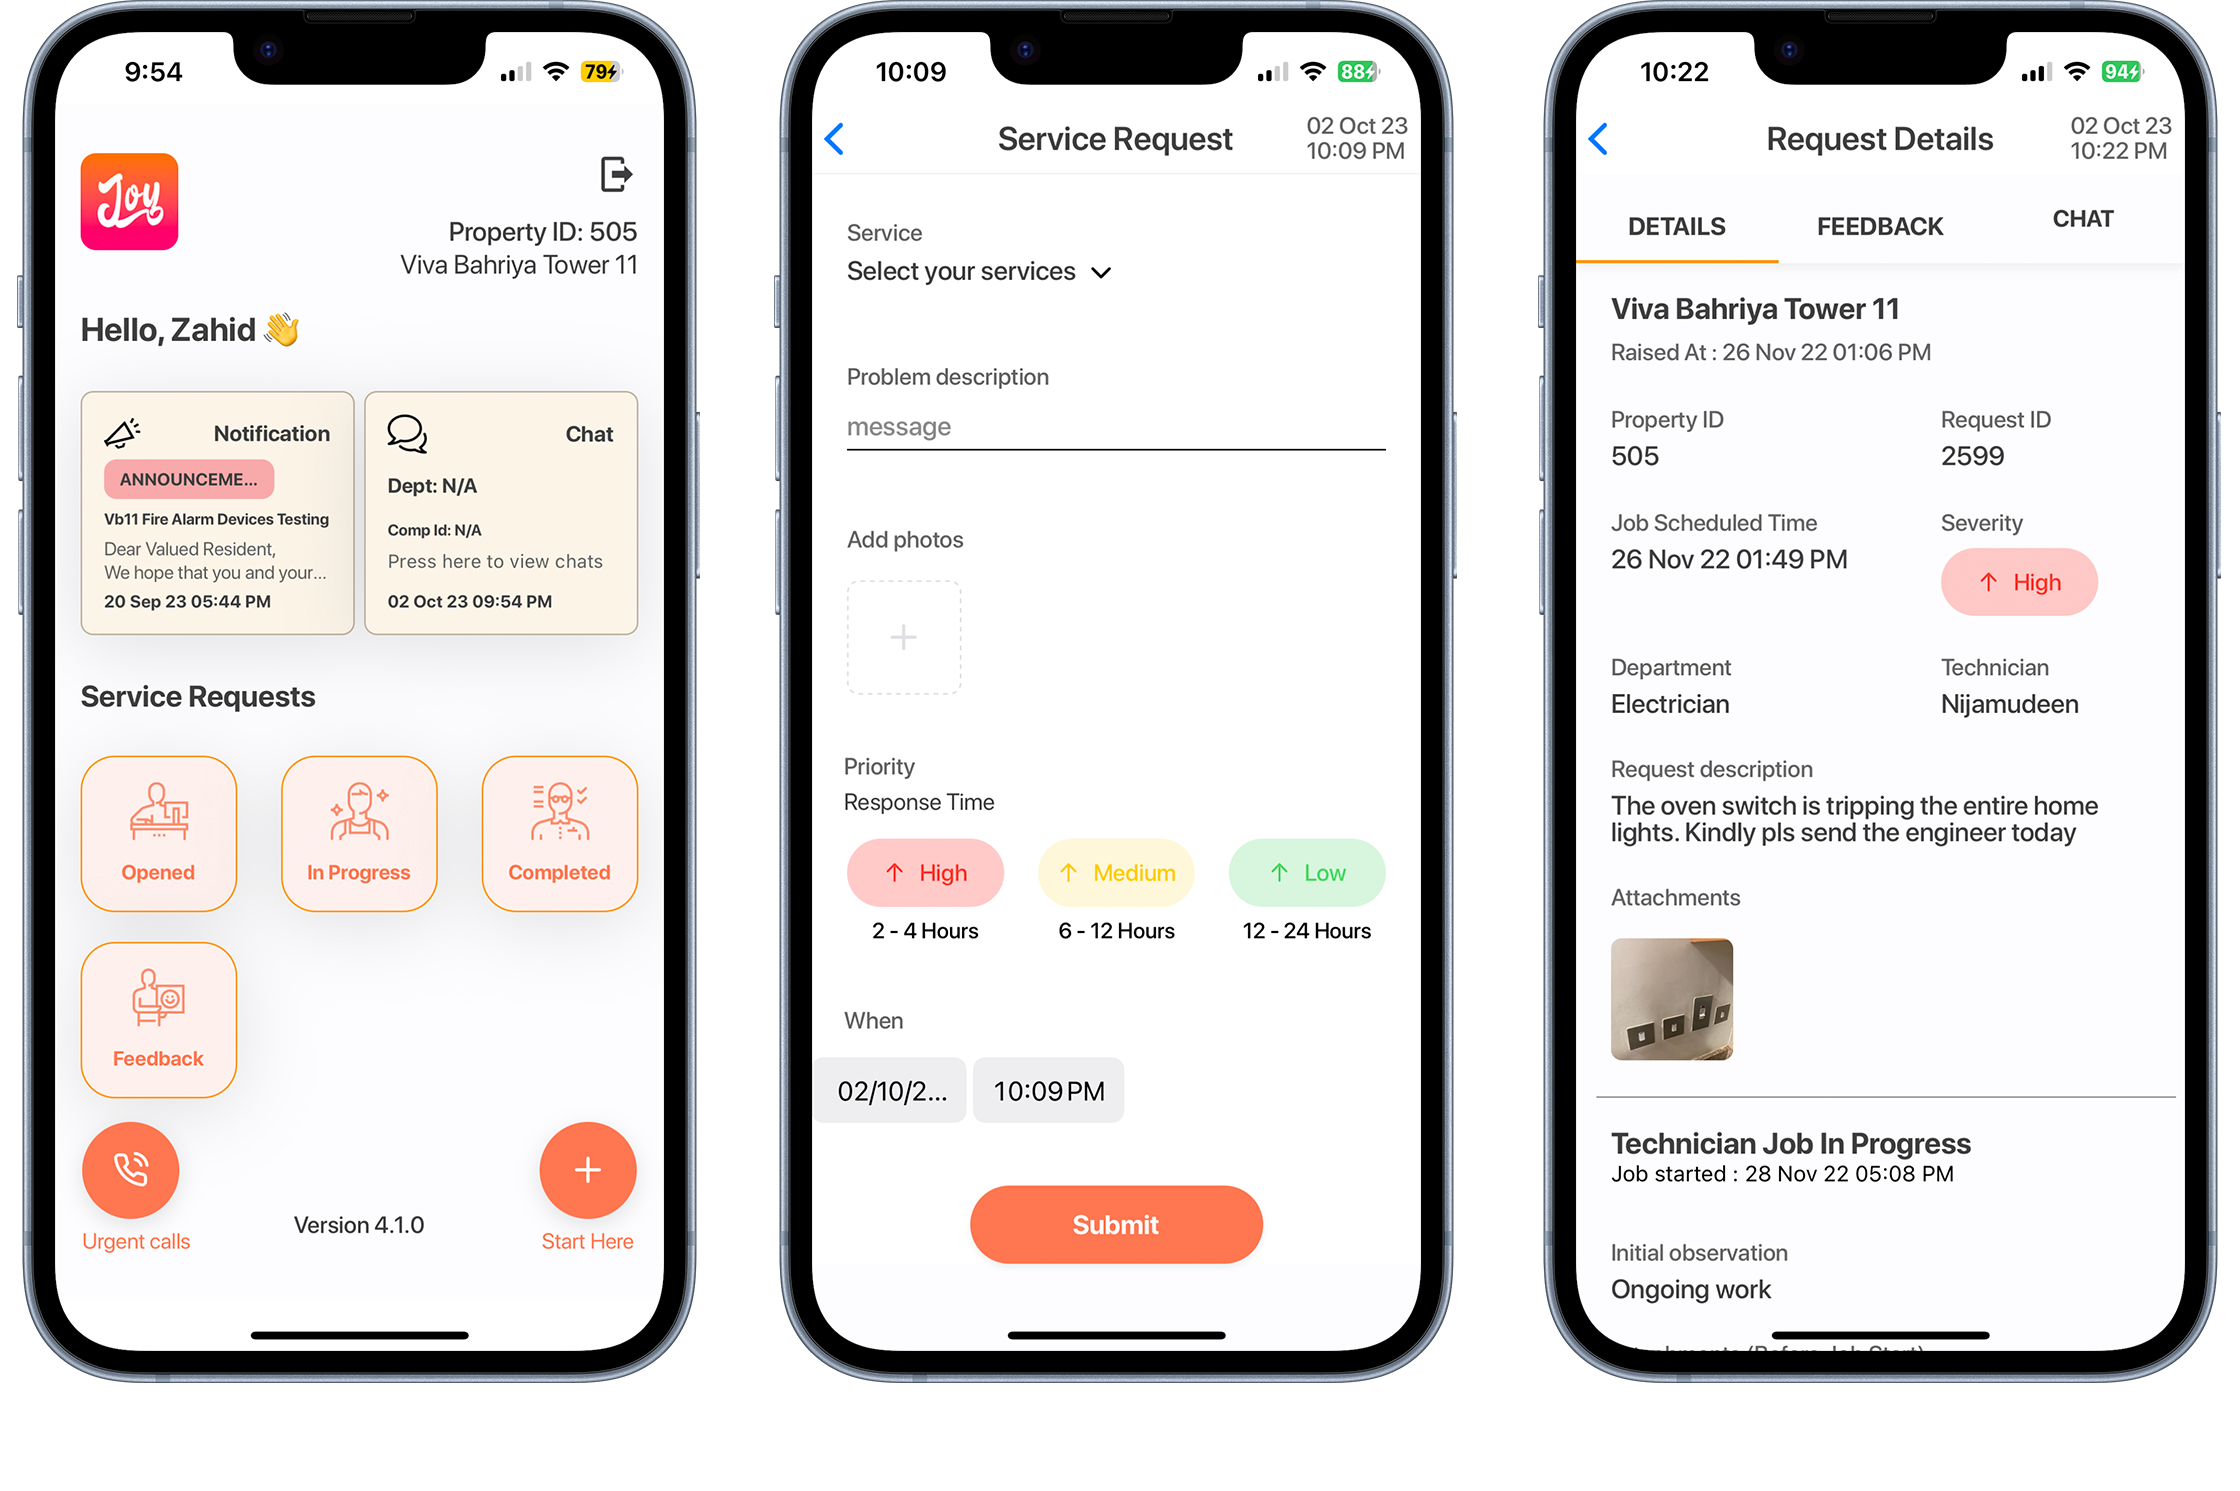 9:54
79
Joy
Property ID: 505
Viva Bahriya Tower 11
Hello, Zahid 👋
Notification
ANNOUNCEME...
Vb11 Fire Alarm Devices Testing
Dear Valued Resident,
We hope that you and your...
20 Sep 23 05:44 PM
Chat
Dept: N/A
Comp Id: N/A
Press here to view chats
02 Oct 23 09:54 PM
Service Requests
Opened
In Progress
Completed
Feedback
Urgent calls
Version 4.1.0
Start Here
10:09
88
Service Request
02 Oct 23
10:09 PM
Service
Select your services
Problem description
message
Add photos
Priority
Response Time
High
Medium
Low
2 - 4 Hours
6 - 12 Hours
12 - 24 Hours
When
02/10/2...
10:09 PM
Submit
10:22
94
Request Details
02 Oct 23
10:22 PM
DETAILS
FEEDBACK
CHAT
Viva Bahriya Tower 11
Raised At : 26 Nov 22 01:06 PM
Property ID
505
Request ID
2599
Job Scheduled Time
26 Nov 22 01:49 PM
Severity
High
Department
Electrician
Technician
Nijamudeen
Request description
The oven switch is tripping the entire home
lights. Kindly pls send the engineer today
Attachments
Technician Job In Progress
Job started : 28 Nov 22 05:08 PM
Initial observation
Ongoing work